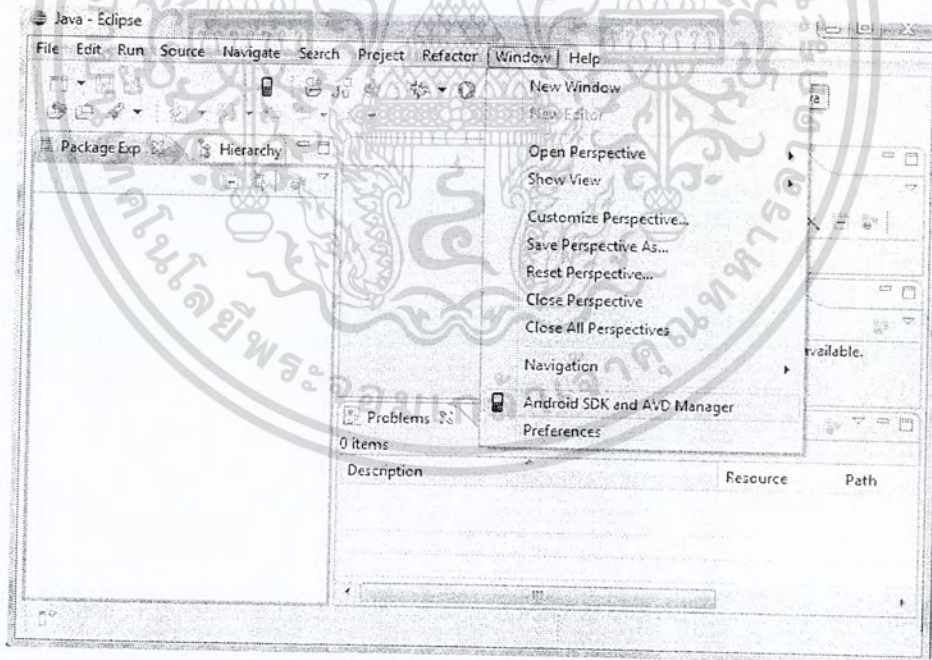 Java - Eclipse
File Edit Run Source Navigate Search Project Refactor Window Help
New Window
New Editor
Open Perspective
Show View
Customize Perspective...
Save Perspective As...
Reset Perspective...
Close Perspective
Close All Perspectives
Navigation
Android SDK and AVD Manager
Preferences
Package Exp
Hierarchy
vailable.
Problems
0 items
Description Resource Path